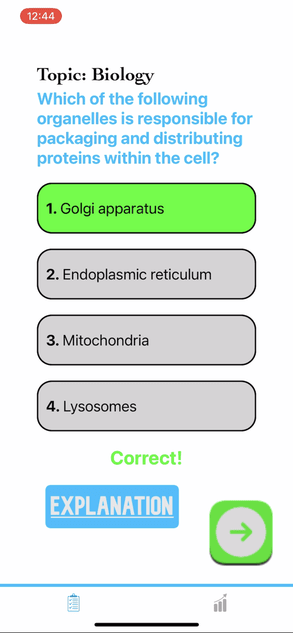 12:44
Topic: Biology
Which of the following
organelles is responsible for
packaging and distributing
proteins within the cell?
1. Golgi apparatus
2. Endoplasmic reticulum
3. Mitochondria
4. Lysosomes
Correct!
EXPLANATION